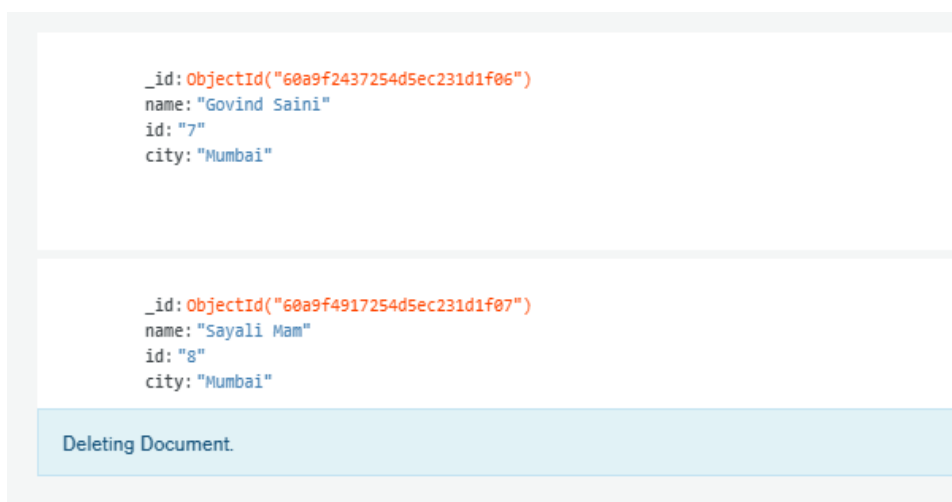 _id: ObjectId("60a9f2437254d5ec231d1f06")
name: "Govind Saini"
id: "7"
city: "Mumbai"
_id: ObjectId("60a9f4917254d5ec231d1f07")
name: "Sayali Mam"
id: "8"
city: "Mumbai"
Deleting Document.